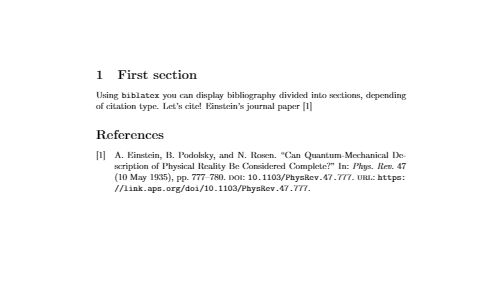 1 First section
Using biblatex you can display bibliography divided into sections, depending
of citation type. Let's cite! Einstein's journal paper [1]
References
[1] A. Einstein, B. Podolsky, and N. Rosen. “Can Quantum-Mechanical De-
scription of Physical Reality Be Considered Complete?” In: Phys. Rev. 47
(10 May 1935), pp. 777–780. DOI: 10.1103/PhysRev.47.777. URL: https:
//link.aps.org/doi/10.1103/PhysRev.47.777.